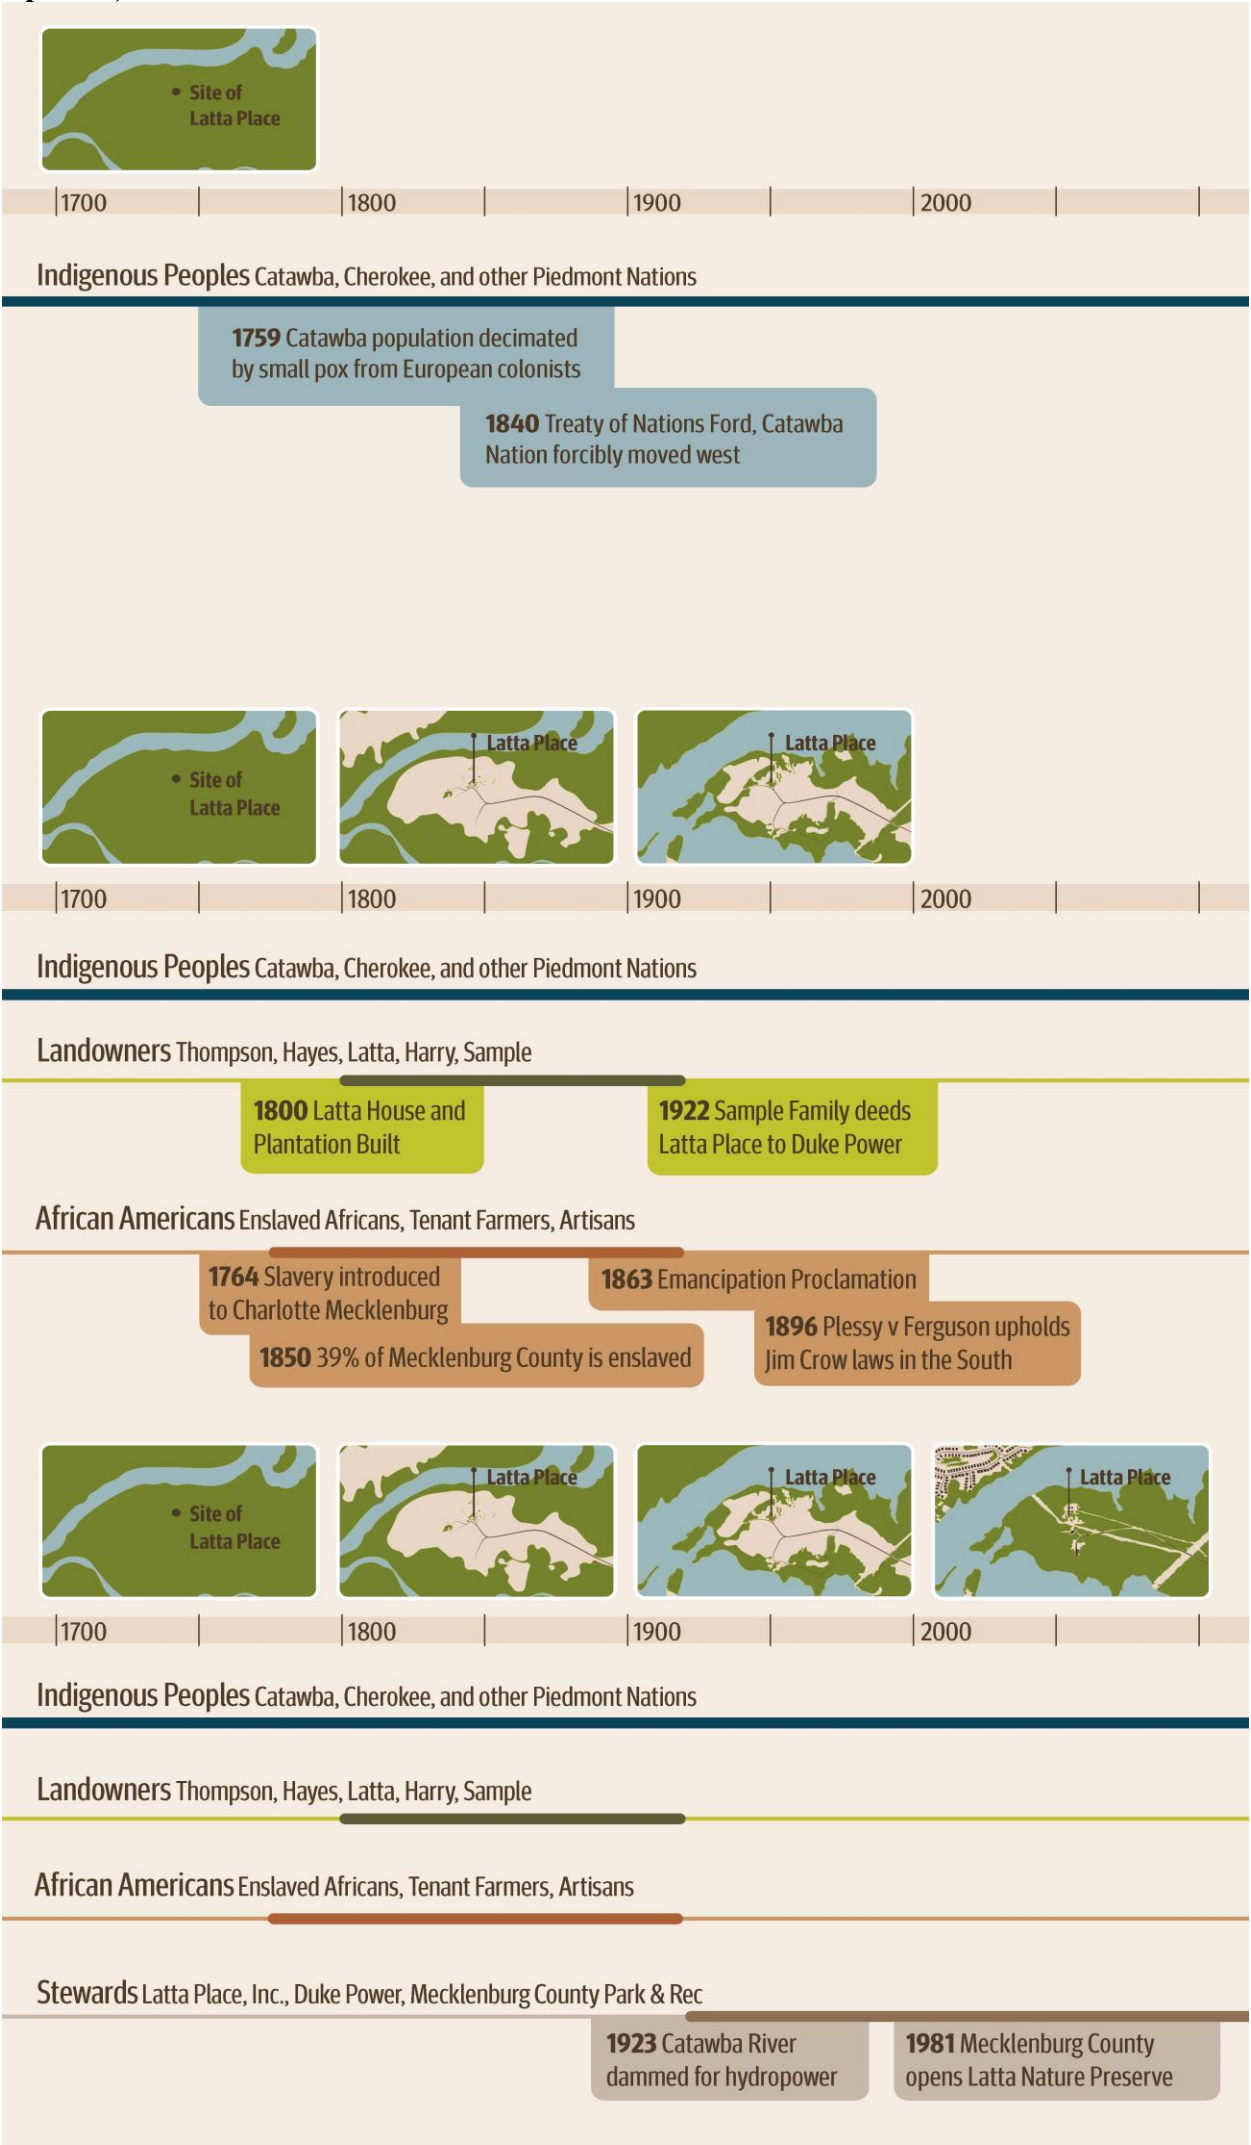 Site of
Latta Place
1700 1800 1900 2000
Indigenous Peoples Catawba, Cherokee, and other Piedmont Nations
1759 Catawba population decimated
by small pox from European colonists
1840 Treaty of Nations Ford, Catawba
Nation forcibly moved west
Site of
Latta Place
Latta Place
Latta Place
1700 1800 1900 2000
Indigenous Peoples Catawba, Cherokee, and other Piedmont Nations
Landowners Thompson, Hayes, Latta, Harry, Sample
1800 Latta House and
Plantation Built
1922 Sample Family deeds
Latta Place to Duke Power
African Americans Enslaved Africans, Tenant Farmers, Artisans
1764 Slavery introduced
to Charlotte Mecklenburg
1850 39% of Mecklenburg County is enslaved
1863 Emancipation Proclamation
1896 Plessy v Ferguson upholds
Jim Crow laws in the South
Site of
Latta Place
Latta Place
Latta Place
Latta Place
1700 1800 1900 2000
Indigenous Peoples Catawba, Cherokee, and other Piedmont Nations
Landowners Thompson, Hayes, Latta, Harry, Sample
African Americans Enslaved Africans, Tenant Farmers, Artisans
Stewards Latta Place, Inc., Duke Power, Mecklenburg County Park & Rec
1923 Catawba River
dammed for hydropower
1981 Mecklenburg County
opens Latta Nature Preserve